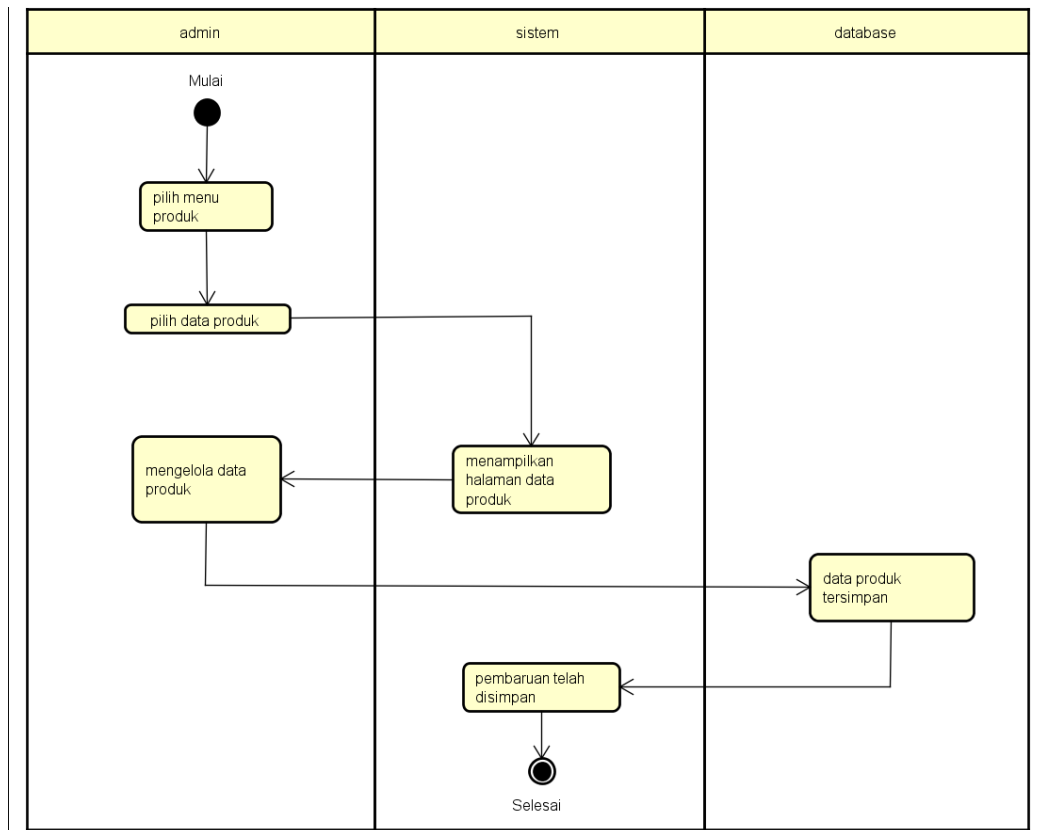 admin
sistem
database
Mulai
pilih menu
produk
pilih data produk
menampilkan
halaman data
produk
mengelola data
produk
data produk
tersimpan
pembaruan telah
disimpan
Selesai